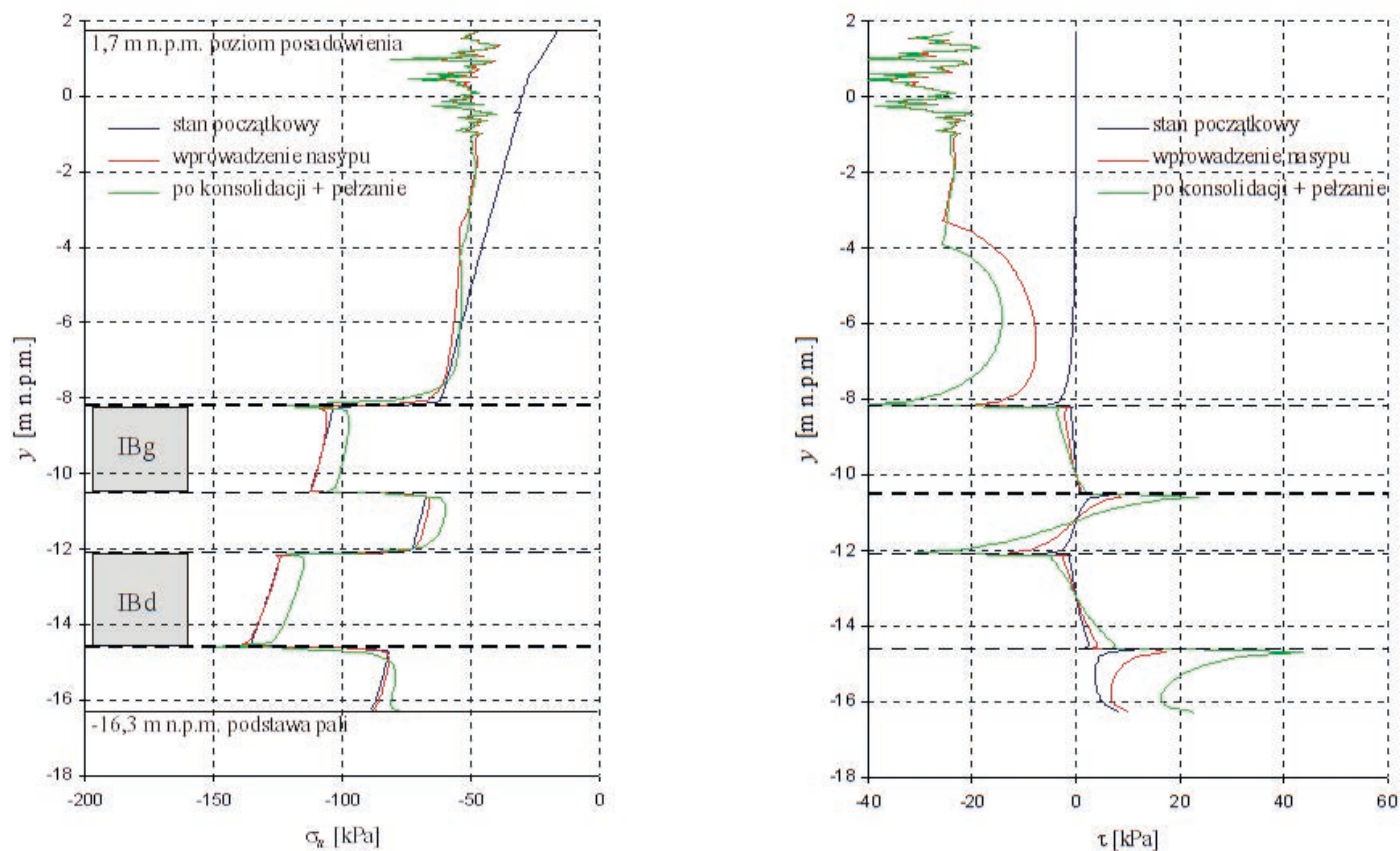 2
1,7 m n.p.m. poziom posadowienia
0
stan początkowy
wprowadzenie nasypu
po konsolidacji + pełzanie
-2
-4
-6
-8
-10
-12
-14
-16
-18
IBg
IBd
-16,3 m n.p.m. podstawa pali
y [m n.p.m.]
-200
-150
-100
-50
0
σn [kPa]
2
0
-2
-4
-6
-8
-10
-12
-14
-16
-18
stan początkowy
wprowadzenie nasypu
po konsolidacji + pełzanie
y [m n.p.m.]
-40
-20
0
20
40
60
τ [kPa]